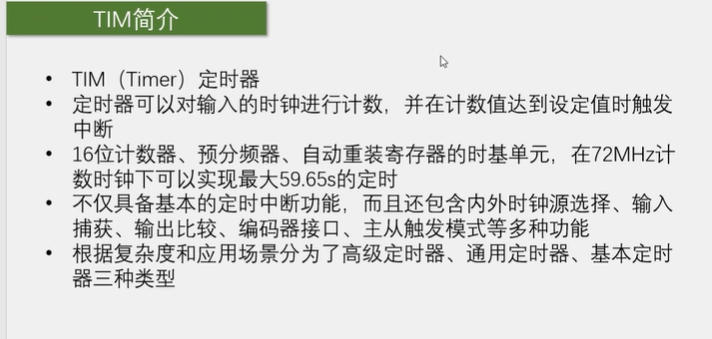 TIM简介
• TIM（Timer）定时器
• 定时器可以对输入的时钟进行计数，并在计数值达到设定值时触发
中断
• 16位计数器、预分频器、自动重装寄存器的时基单元，在72MHz计
数时钟下可以实现最大59.65s的定时
• 不仅具备基本的定时中断功能，而且还包含内外时钟源选择、输入
捕获、输出比较、编码器接口、主从触发模式等多种功能
• 根据复杂度和应用场景分为了高级定时器、通用定时器、基本定时
器三种类型